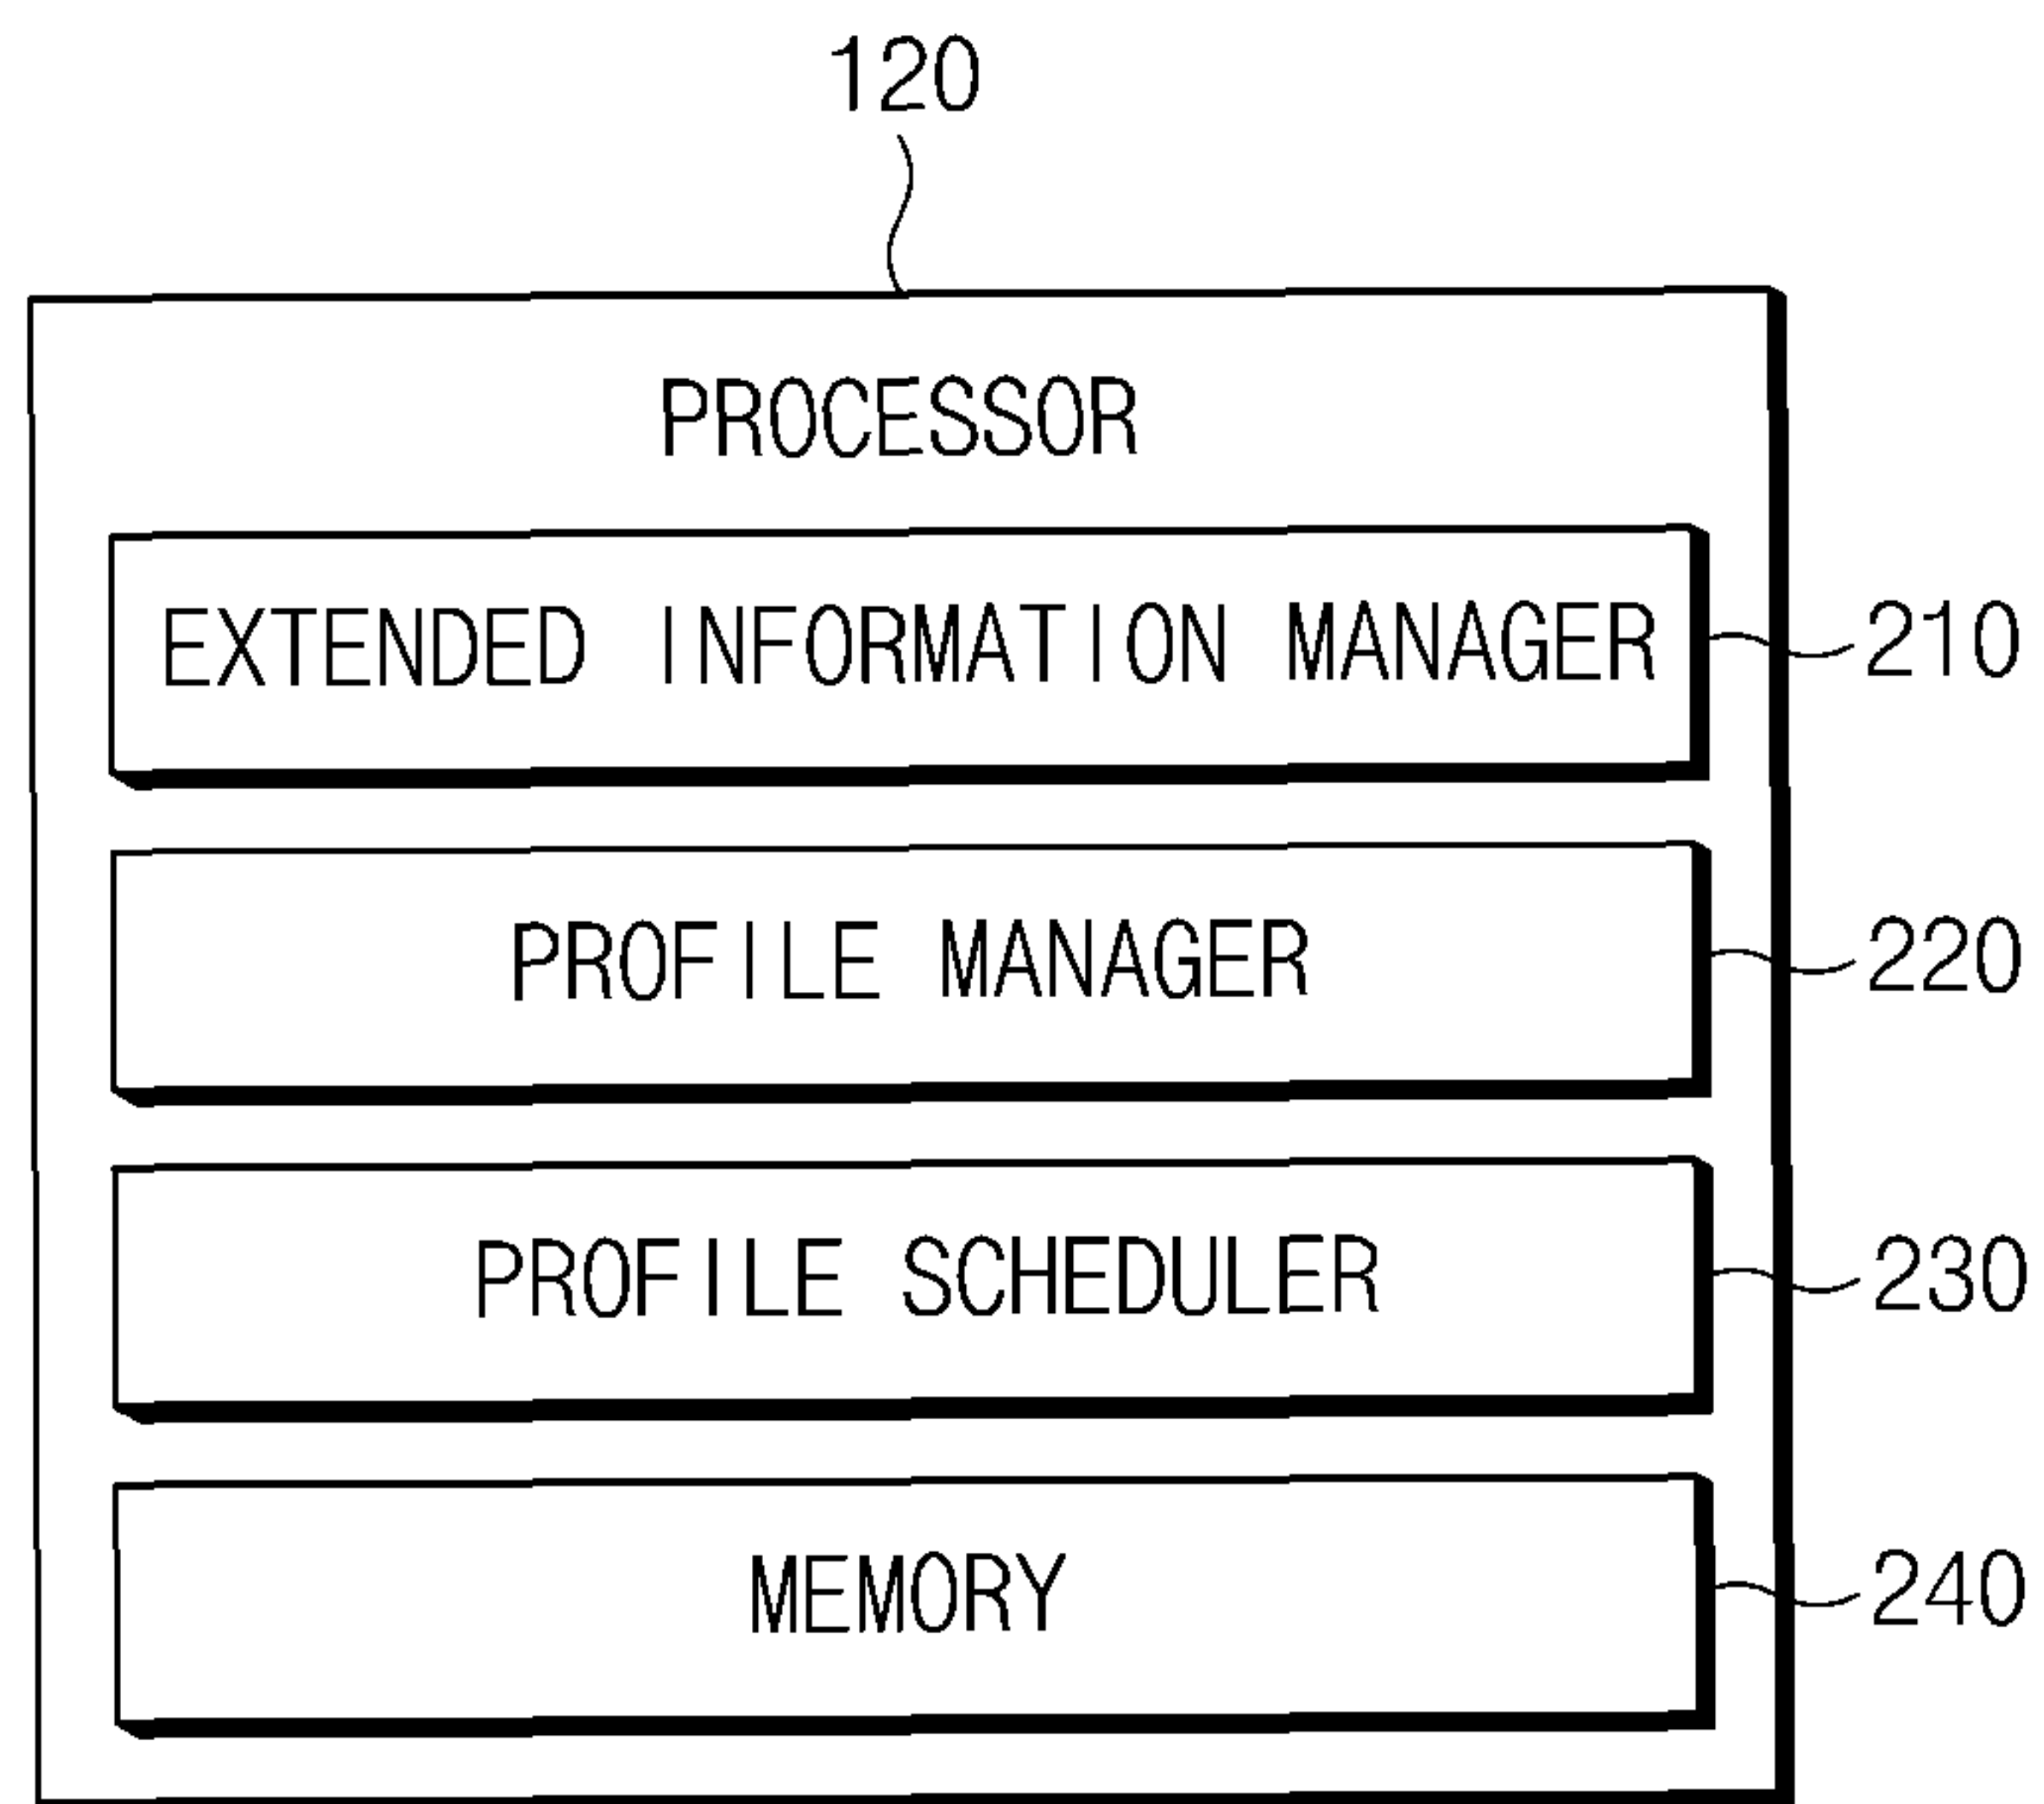 120
PROCESSOR
EXTENDED INFORMATION MANAGER 210
PROFILE MANAGER 220
PROFILE SCHEDULER 230
MEMORY 240